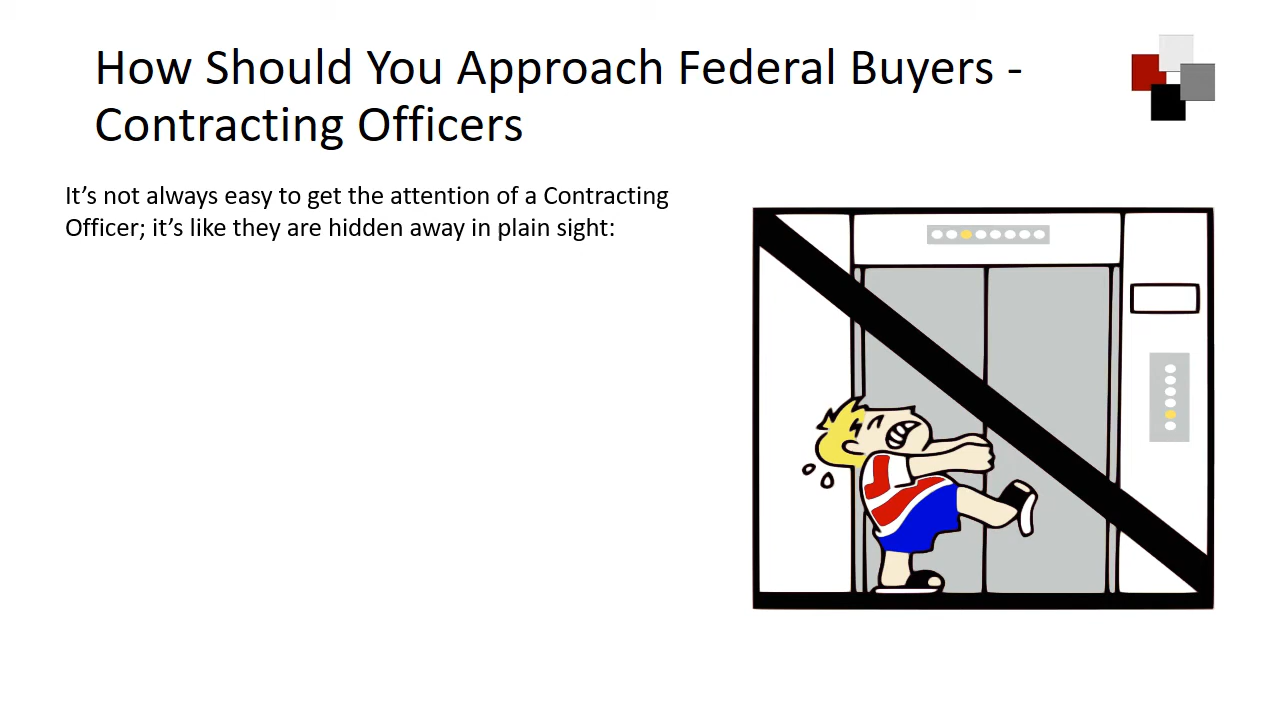 How Should You Approach Federal Buyers -
Contracting Officers
It’s not always easy to get the attention of a Contracting
Officer; it’s like they are hidden away in plain sight: